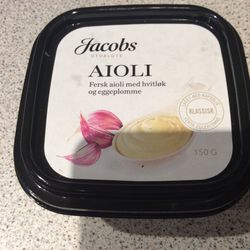 Jacobs
UTVALGTE
AIOLI
Fersk aioli med hvitløk
og eggeplomme
KLASSISK
150 G